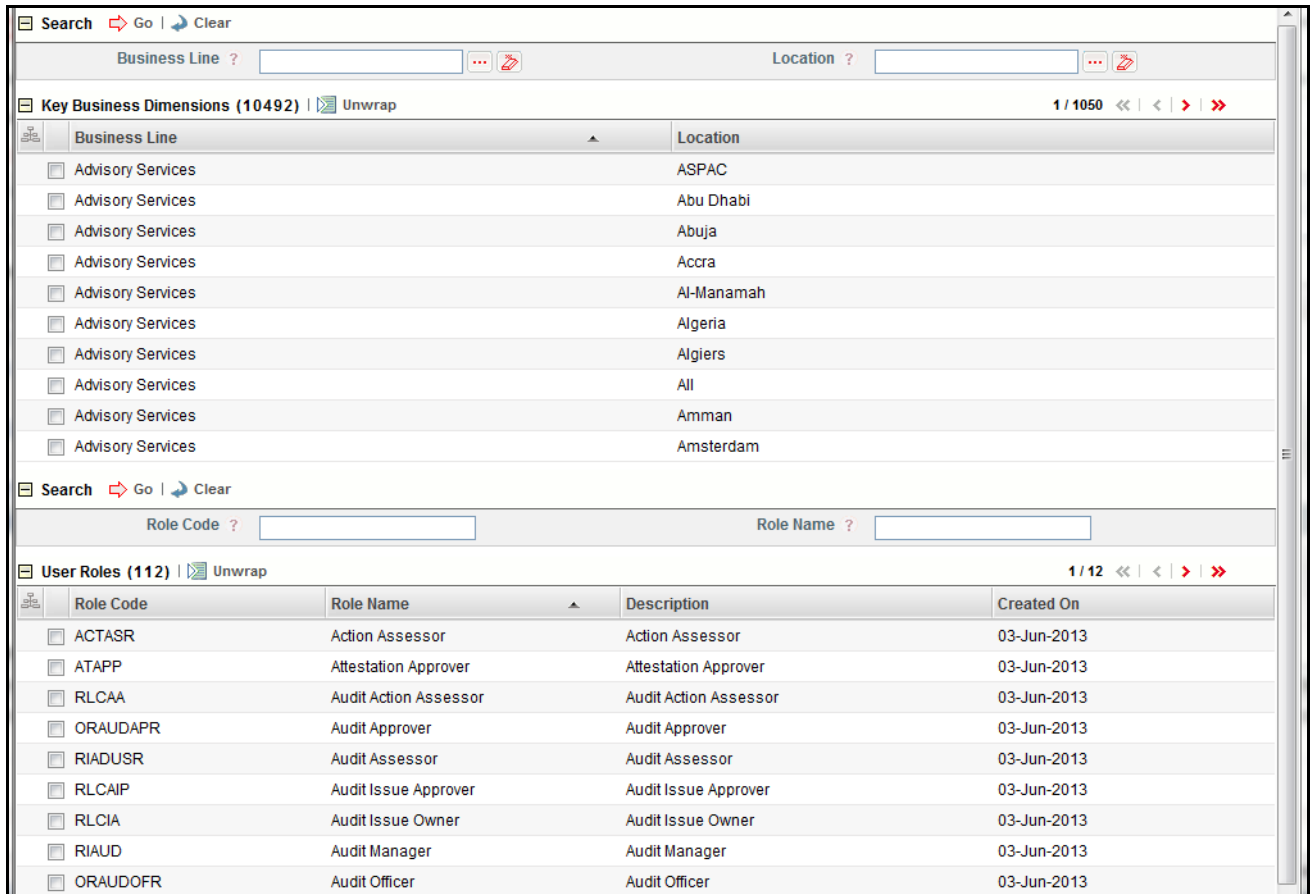 Search Go | Clear
Business Line ? ... Location ? ...
Key Business Dimensions (10492) | Unwrap 1 / 1050
Business Line Location
Advisory Services ASPAC
Advisory Services Abu Dhabi
Advisory Services Abuja
Advisory Services Accra
Advisory Services Al-Manamah
Advisory Services Algeria
Advisory Services Algiers
Advisory Services All
Advisory Services Amman
Advisory Services Amsterdam
Search Go | Clear
Role Code ? Role Name ?
User Roles (112) | Unwrap 1 / 12
Role Code Role Name Description Created On
ACTASR Action Assessor Action Assessor 03-Jun-2013
ATAPP Attestation Approver Attestation Approver 03-Jun-2013
RLCAA Audit Action Assessor Audit Action Assessor 03-Jun-2013
ORAUDAPR Audit Approver Audit Approver 03-Jun-2013
RIADUSR Audit Assessor Audit Assessor 03-Jun-2013
RLCAIP Audit Issue Approver Audit Issue Approver 03-Jun-2013
RLCIA Audit Issue Owner Audit Issue Owner 03-Jun-2013
RIAUD Audit Manager Audit Manager 03-Jun-2013
ORAUDOFR Audit Officer Audit Officer 03-Jun-2013